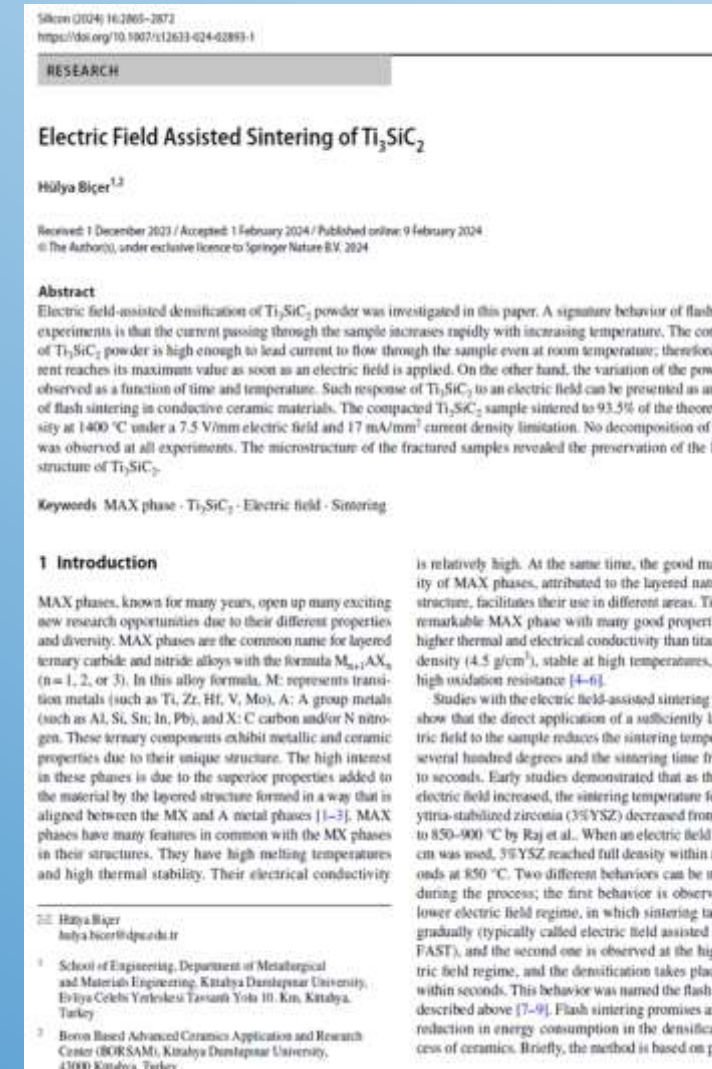 Silicon (2024) 16:2865–2872
https://doi.org/10.1007/s12633-024-02893-1
RESEARCH
Electric Field Assisted Sintering of Ti₃SiC₂
Hülya Biçer¹,²
Received: 1 December 2023 / Accepted: 1 February 2024 / Published online: 9 February 2024
© The Author(s), under exclusive licence to Springer Nature B.V. 2024
Abstract
Electric field-assisted densification of Ti₃SiC₂ powder was investigated in this paper. A signature behavior of flash
experiments is that the current passing through the sample increases rapidly with increasing temperature. The con
of Ti₃SiC₂ powder is high enough to lead current to flow through the sample even at room temperature; therefore
rent reaches its maximum value as soon as an electric field is applied. On the other hand, the variation of the pow
observed as a function of time and temperature. Such response of Ti₃SiC₂ to an electric field can be presented as an
of flash sintering in conductive ceramic materials. The compacted Ti₃SiC₂ sample sintered to 93.5% of the theore
sity at 1400 °C under a 7.5 V/mm electric field and 17 mA/mm² current density limitation. No decomposition of
was observed at all experiments. The microstructure of the fractured samples revealed the preservation of the
structure of Ti₃SiC₂.
Keywords MAX phase · Ti₃SiC₂ · Electric field · Sintering
1 Introduction
MAX phases, known for many years, open up many exciting
new research opportunities due to their different properties
and diversity. MAX phases are the common name for layered
ternary carbide and nitride alloys with the formula Mₙ₊₁AXₙ
(n = 1, 2, or 3). In this alloy formula, M: represents transi-
tion metals (such as Ti, Zr, Hf, V, Mo), A: A group metals
(such as Al, Si, Sn; In, Pb), and X: C carbon and/or N nitro-
gen. These ternary components exhibit metallic and ceramic
properties due to their unique structure. The high interest
in these phases is due to the superior properties added to
the material by the layered structure formed in a way that is
aligned between the MX and A metal phases [1–3]. MAX
phases have many features in common with the MX phases
in their structures. They have high melting temperatures
and high thermal stability. Their electrical conductivity
Hülya Biçer
hulya.bicer@dpu.edu.tr
1 School of Engineering, Department of Metallurgical
and Materials Engineering, Kütahya Dumlupınar University,
Evliya Celebi Yerleskesi Tavsanlı Yolu 10. Km, Kütahya,
Turkey
2 Boron Based Advanced Ceramics Application and Research
Center (BORSAM), Kütahya Dumlupınar University,
43000 Kütahya, Turkey
is relatively high. At the same time, the good ma
ity of MAX phases, attributed to the layered nat
structure, facilitates their use in different areas. Ti
remarkable MAX phase with many good propert
higher thermal and electrical conductivity than tita
density (4.5 g/cm³), stable at high temperatures,
high oxidation resistance [4–6].
Studies with the electric field-assisted sintering
show that the direct application of a sufficiently l
tric field to the sample reduces the sintering tempe
several hundred degrees and the sintering time fr
to seconds. Early studies demonstrated that as th
electric field increased, the sintering temperature fo
yttria-stabilized zirconia (3%YSZ) decreased from
to 850–900 °C by Raj et al.. When an electric field
cm was used, 3%YSZ reached full density within
onds at 850 °C. Two different behaviors can be n
during the process; the first behavior is observ
lower electric field regime, in which sintering ta
gradually (typically called electric field assisted
FAST), and the second one is observed at the hig
tric field regime, and the densification takes plac
within seconds. This behavior was named the flash
described above [7–9]. Flash sintering promises a
reduction in energy consumption in the densifica
cess of ceramics. Briefly, the method is based on p